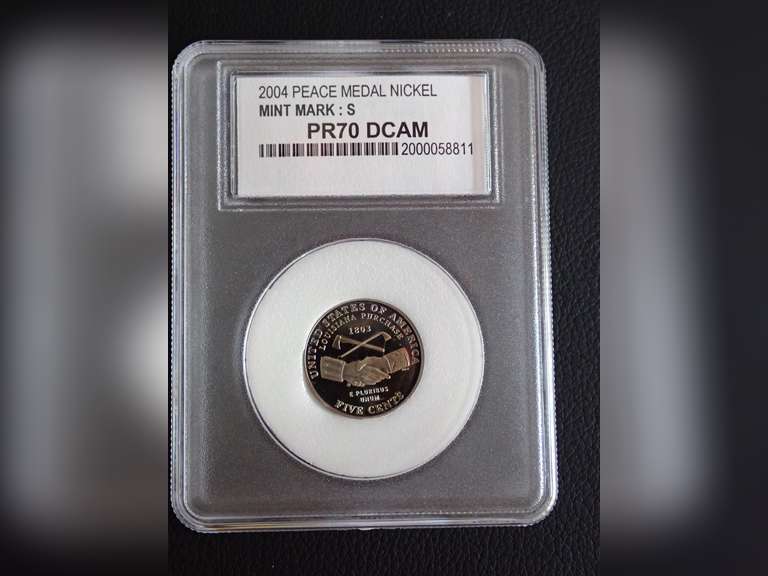 2004 PEACE MEDAL NICKEL
MINT MARK : S
PR70 DCAM
2000058811
UNITED STATES OF AMERICA
LOUISIANA PURCHASE
1803
E PLURIBUS
UNUM
FIVE CENTS